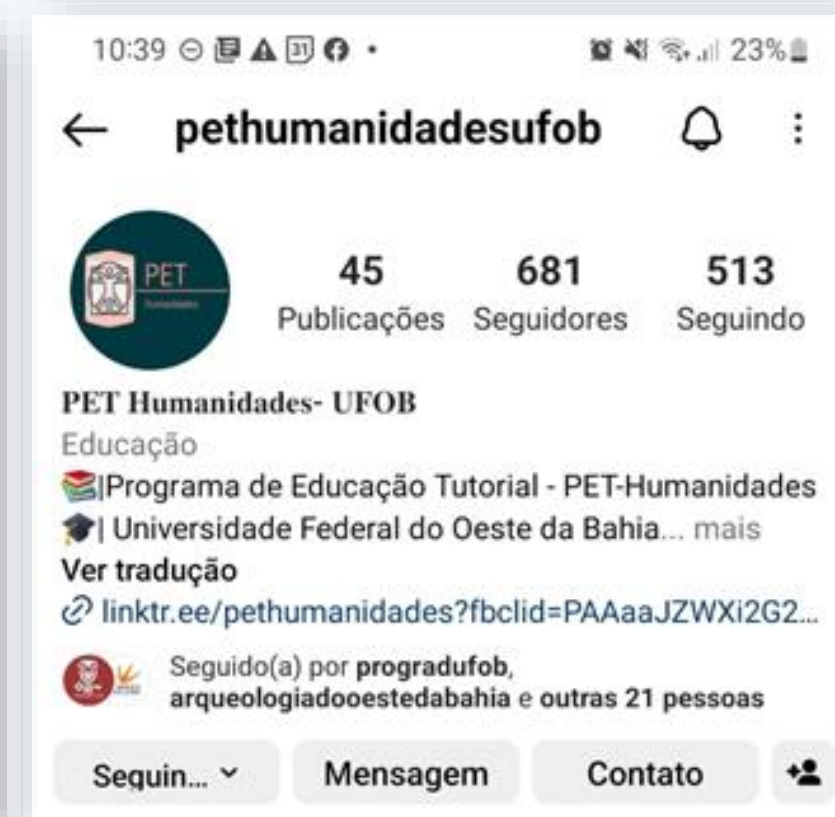 10:39 31 23%
pethumanidadesufob
PET
Humanidades
45 681 513
Publicações Seguidores Seguindo
PET Humanidades- UFOB
Educação
|Programa de Educação Tutorial - PET-Humanidades
| Universidade Federal do Oeste da Bahia... mais
Ver tradução
linktr.ee/pethumanidades?fbclid=PAAaaJZWXi2G2...
Seguido(a) por progradufob,
arqueologiadooestedabahia e outras 21 pessoas
Seguin... Mensagem Contato